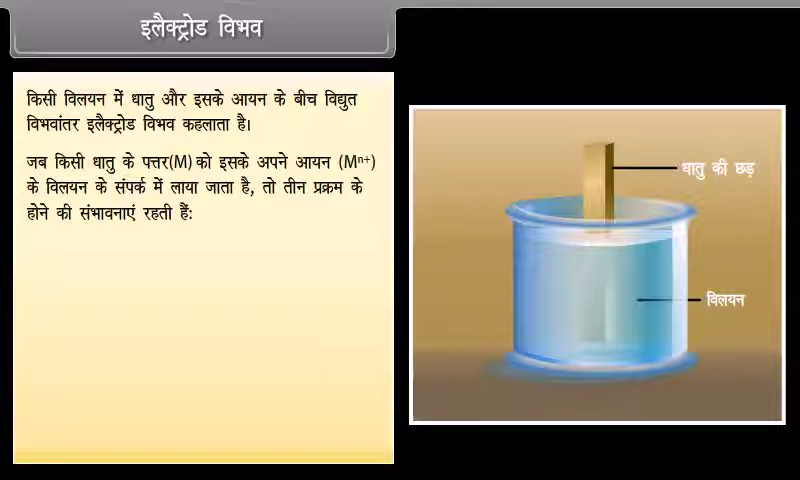 इलैक्ट्रोड विभव
किसी विलयन में धातु और इसके आयन के बीच विद्युत
विभवांतर इलैक्ट्रोड विभव कहलाता है।
जब किसी धातु के पत्तर(M) को इसके अपने आयन (Mⁿ⁺)
के विलयन के संपर्क में लाया जाता है, तो तीन प्रक्रम के
होने की संभावनाएं रहती हैं:
धातु की छड़
विलयन